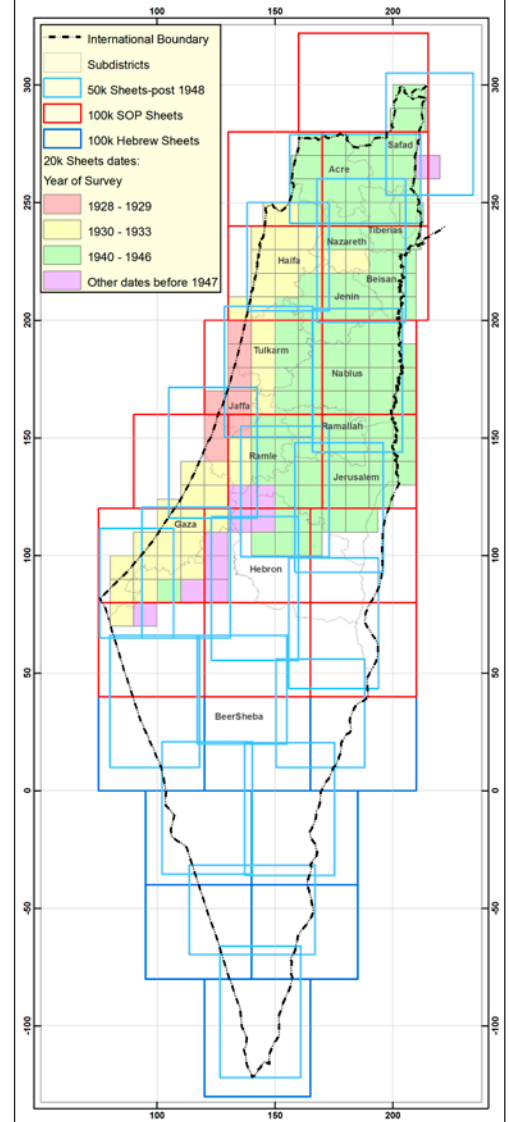 100 150 200
International Boundary
Subdistricts
50k Sheets-post 1948
100k SOP Sheets
100k Hebrew Sheets
20k Sheets dates:
Year of Survey
1928 - 1929
1930 - 1933
1940 - 1946
Other dates before 1947
300 300
Safad
Acre
250 250
Tiberias
Nazareth
Haifa
Beisan
Jenin
200 200
Tulkarm
Nablus
Jaffa
Ramallah
150 150
Ramle
Jerusalem
Gaza
100 100
Hebron
50 50
BeerSheba
0 0
-50 -50
-100 -100
100 150 200